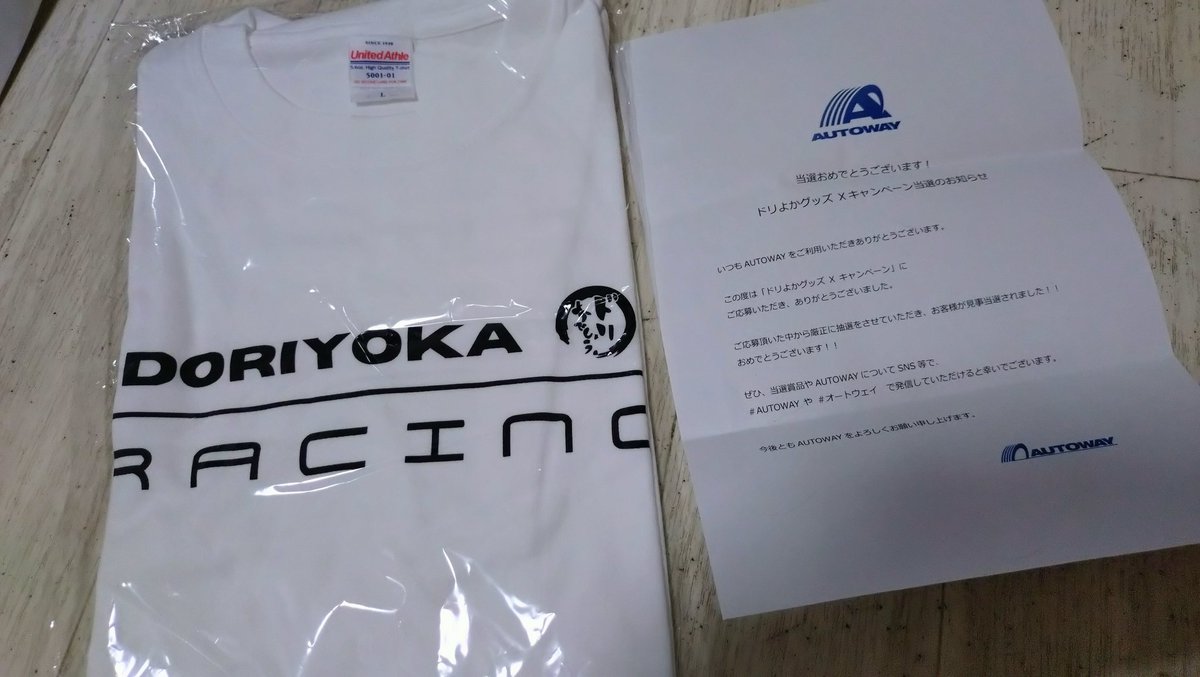 SINCE 1938
United Athle
5.6oz. High Quality T-shirt
5001-01
L
DORIYOKA
ドリ
RACING
AUTOWAY
当選おめでとうございます!
ドリよかグッズ X キャンペーン当選のお知らせ
いつも AUTOWAY をご利用いただきありがとうございます。
この度は「ドリよかグッズ X キャンペーン」に
ご応募いただき、ありがとうございました。
ご応募頂いた中から厳正に抽選をさせていただき、お客様が見事当選されました!!
おめでとうございます!!
ぜひ、当選賞品や AUTOWAY について SNS 等で、
#AUTOWAY や #オートウェイ で発信していただけると幸いでございます。
今後とも AUTOWAY をよろしくお願い申し上げます。
AUTOWAY